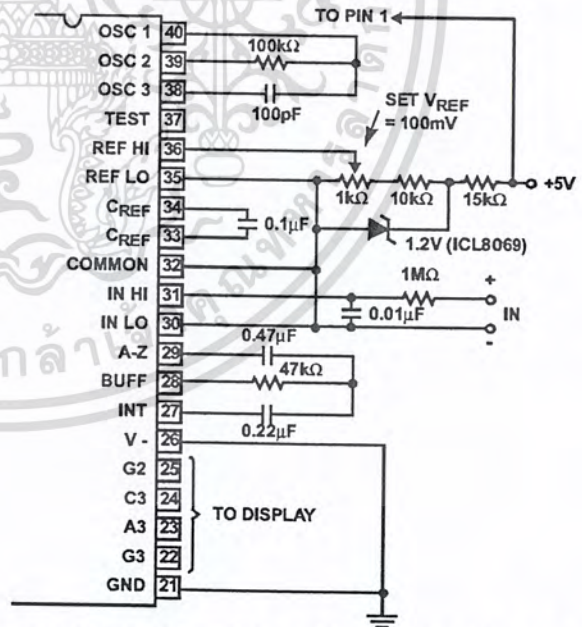 TO PIN 1
OSC 1 40
100kΩ
OSC 2 39
OSC 3 38
100pF
SET VREF
= 100mV
TEST 37
REF HI 36
REF LO 35
1kΩ 10kΩ 15kΩ +5V
CREF 34
0.1µF
CREF 33
1.2V (ICL8069)
COMMON 32
1MΩ
IN HI 31
+
0.01µF
IN
IN LO 30
-
0.47µF
A-Z 29
47kΩ
BUFF 28
INT 27
0.22µF
V - 26
G2 25
C3 24
TO DISPLAY
A3 23
G3 22
GND 21